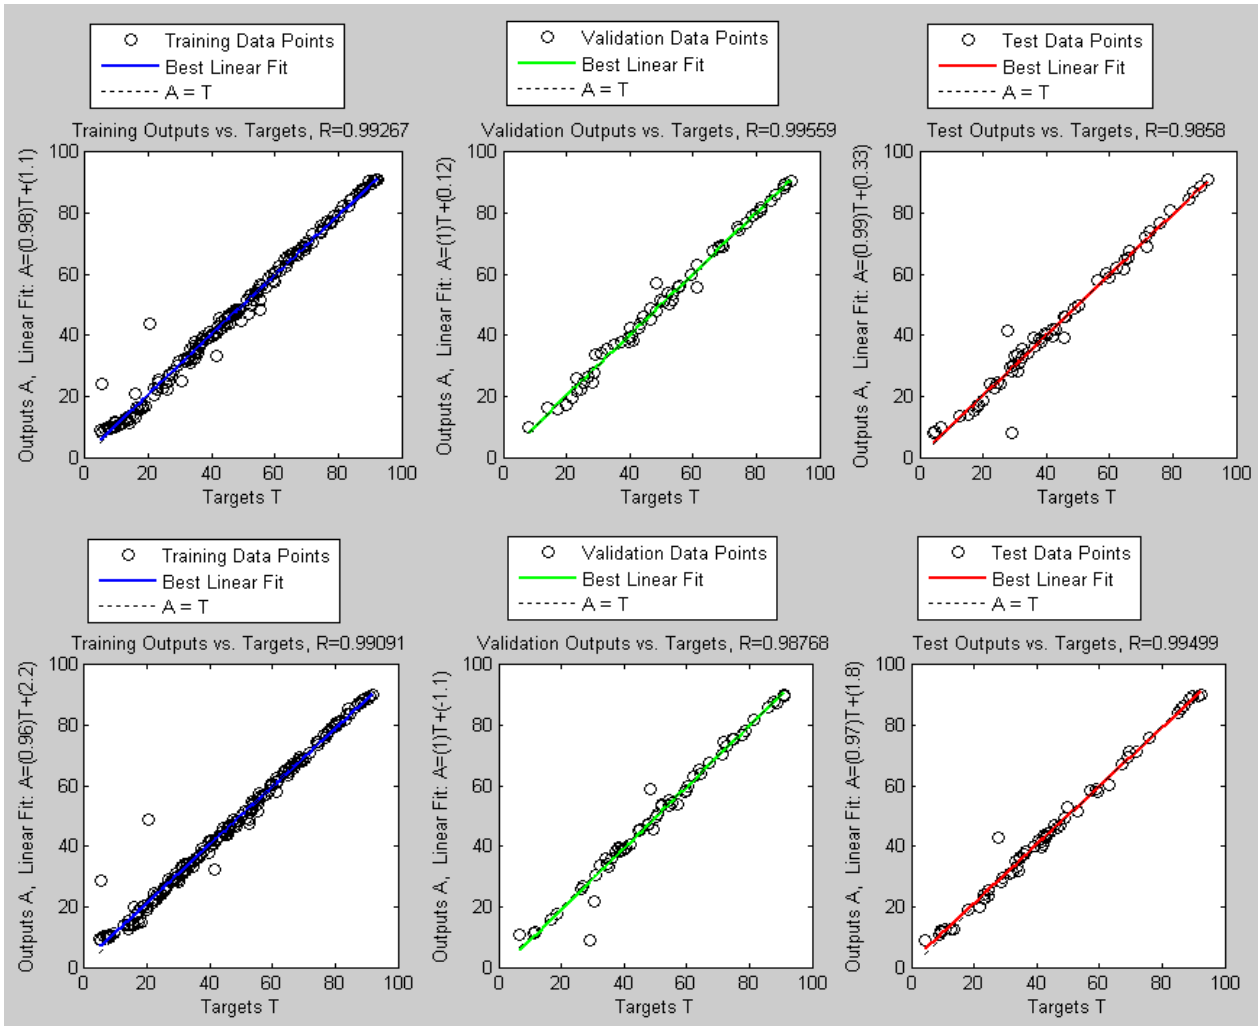 Training Data Points
Best Linear Fit
A = T
Validation Data Points
Best Linear Fit
A = T
Test Data Points
Best Linear Fit
A = T
Training Outputs vs. Targets, R=0.99267
Outputs A, Linear Fit: A=(0.98)T+(1.1)
100
80
60
40
20
0
0 20 40 60 80 100
Targets T
Validation Outputs vs. Targets, R=0.99559
Outputs A, Linear Fit: A=(1)T+(0.12)
100
80
60
40
20
0
0 20 40 60 80 100
Targets T
Test Outputs vs. Targets, R=0.9858
Outputs A, Linear Fit: A=(0.99)T+(0.33)
100
80
60
40
20
0
0 20 40 60 80 100
Targets T
Training Data Points
Best Linear Fit
A = T
Validation Data Points
Best Linear Fit
A = T
Test Data Points
Best Linear Fit
A = T
Training Outputs vs. Targets, R=0.99091
Outputs A, Linear Fit: A=(0.96)T+(2.2)
100
80
60
40
20
0
0 20 40 60 80 100
Targets T
Validation Outputs vs. Targets, R=0.98768
Outputs A, Linear Fit: A=(1)T+(-1.1)
100
80
60
40
20
0
0 20 40 60 80 100
Targets T
Test Outputs vs. Targets, R=0.99499
Outputs A, Linear Fit: A=(0.97)T+(1.8)
100
80
60
40
20
0
0 20 40 60 80 100
Targets T